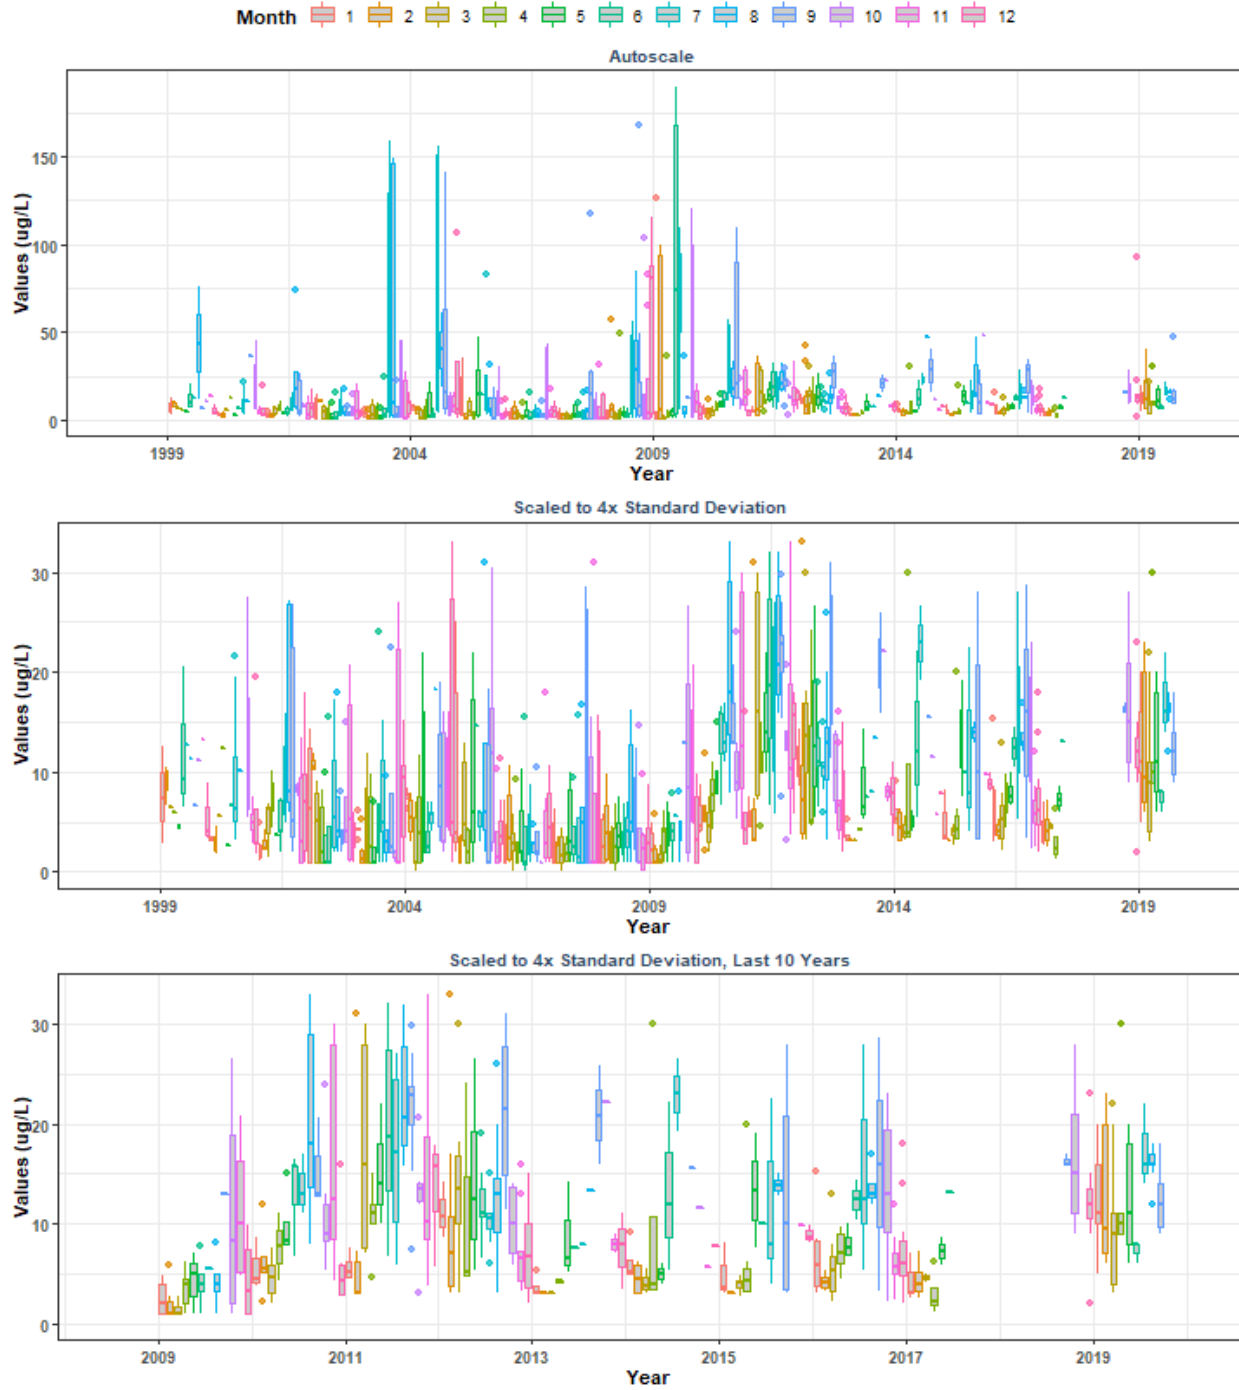 Month 1 2 3 4 5 6 7 8 9 10 11 12
Autoscale
Values (ug/L)
150
100
50
0
1999 2004 2009 2014 2019
Year
Scaled to 4x Standard Deviation
Values (ug/L)
30
20
10
0
1999 2004 2009 2014 2019
Year
Scaled to 4x Standard Deviation, Last 10 Years
Values (ug/L)
30
20
10
0
2009 2011 2013 2015 2017 2019
Year